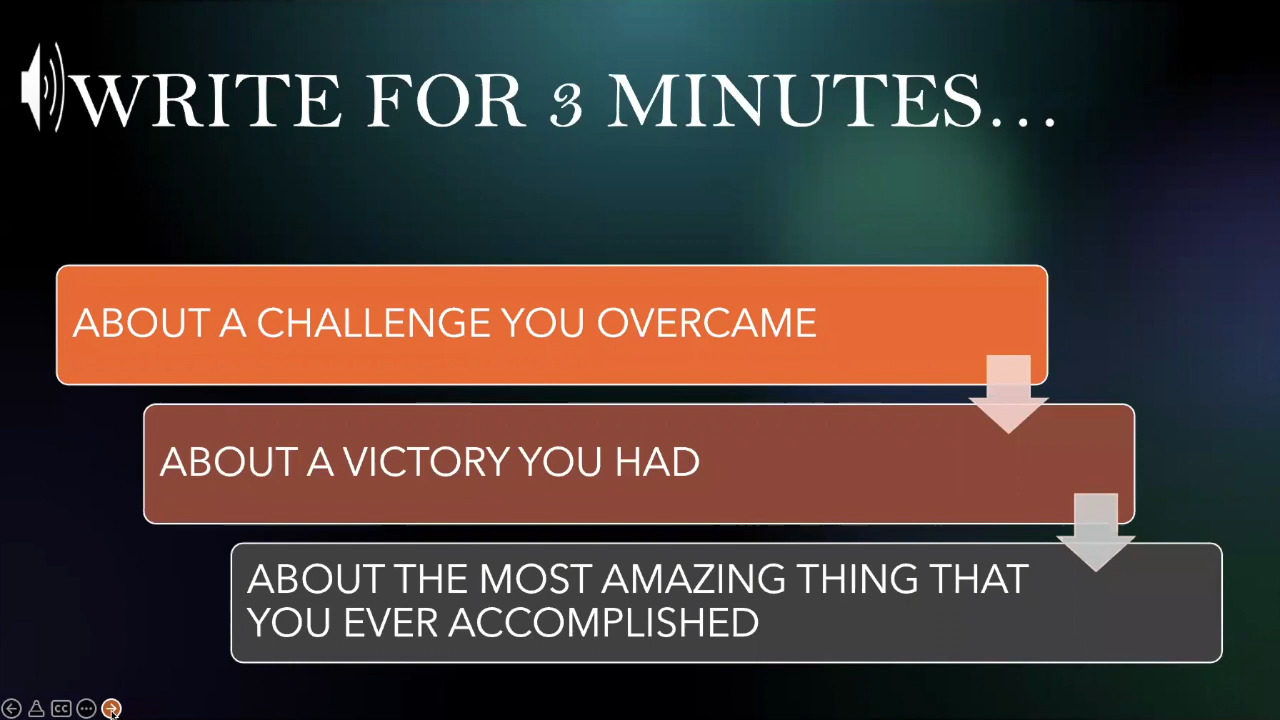 WRITE FOR 3 MINUTES...
ABOUT A CHALLENGE YOU OVERCAME
ABOUT A VICTORY YOU HAD
ABOUT THE MOST AMAZING THING THAT
YOU EVER ACCOMPLISHED
CC